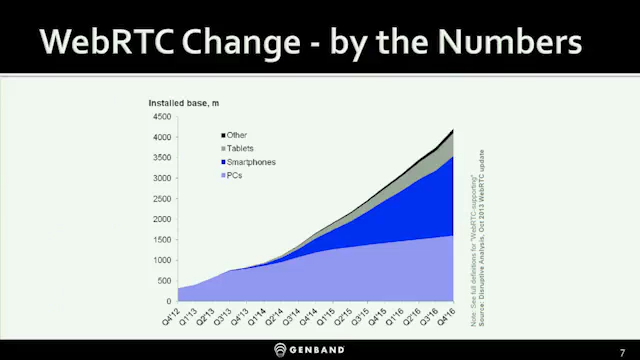 WebRTC Change - by the Numbers
Installed base, m
4500
4000
3500
3000
2500
2000
1500
1000
500
0
Other
Tablets
Smartphones
PCs
Q4'12
Q1'13
Q2'13
Q3'13
Q4'13
Q1'14
Q2'14
Q3'14
Q4'14
Q1'15
Q2'15
Q3'15
Q4'15
Q1'16
Q2'16
Q3'16
Q4'16
Note: See full definitions for "WebRTC-supporting"
Source: Disruptive Analysis, Oct 2013 WebRTC update
GENBAND
7